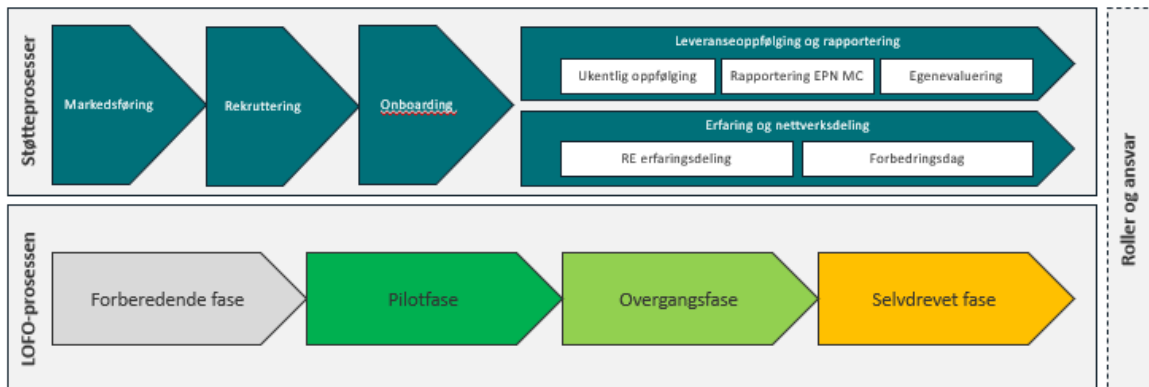 Støtteprosesser
Markedsføring
Rekruttering
Onboarding
Leveranseoppfølging og rapportering
Ukentlig oppfølging
Rapportering EPN MC
Egenevaluering
Erfaring og nettverksdeling
RE erfaringsdeling
Forbedringsdag
LOFO-prosessen
Forberedende fase
Pilotfase
Overgangsfase
Selvdrevet fase
Roller og ansvar